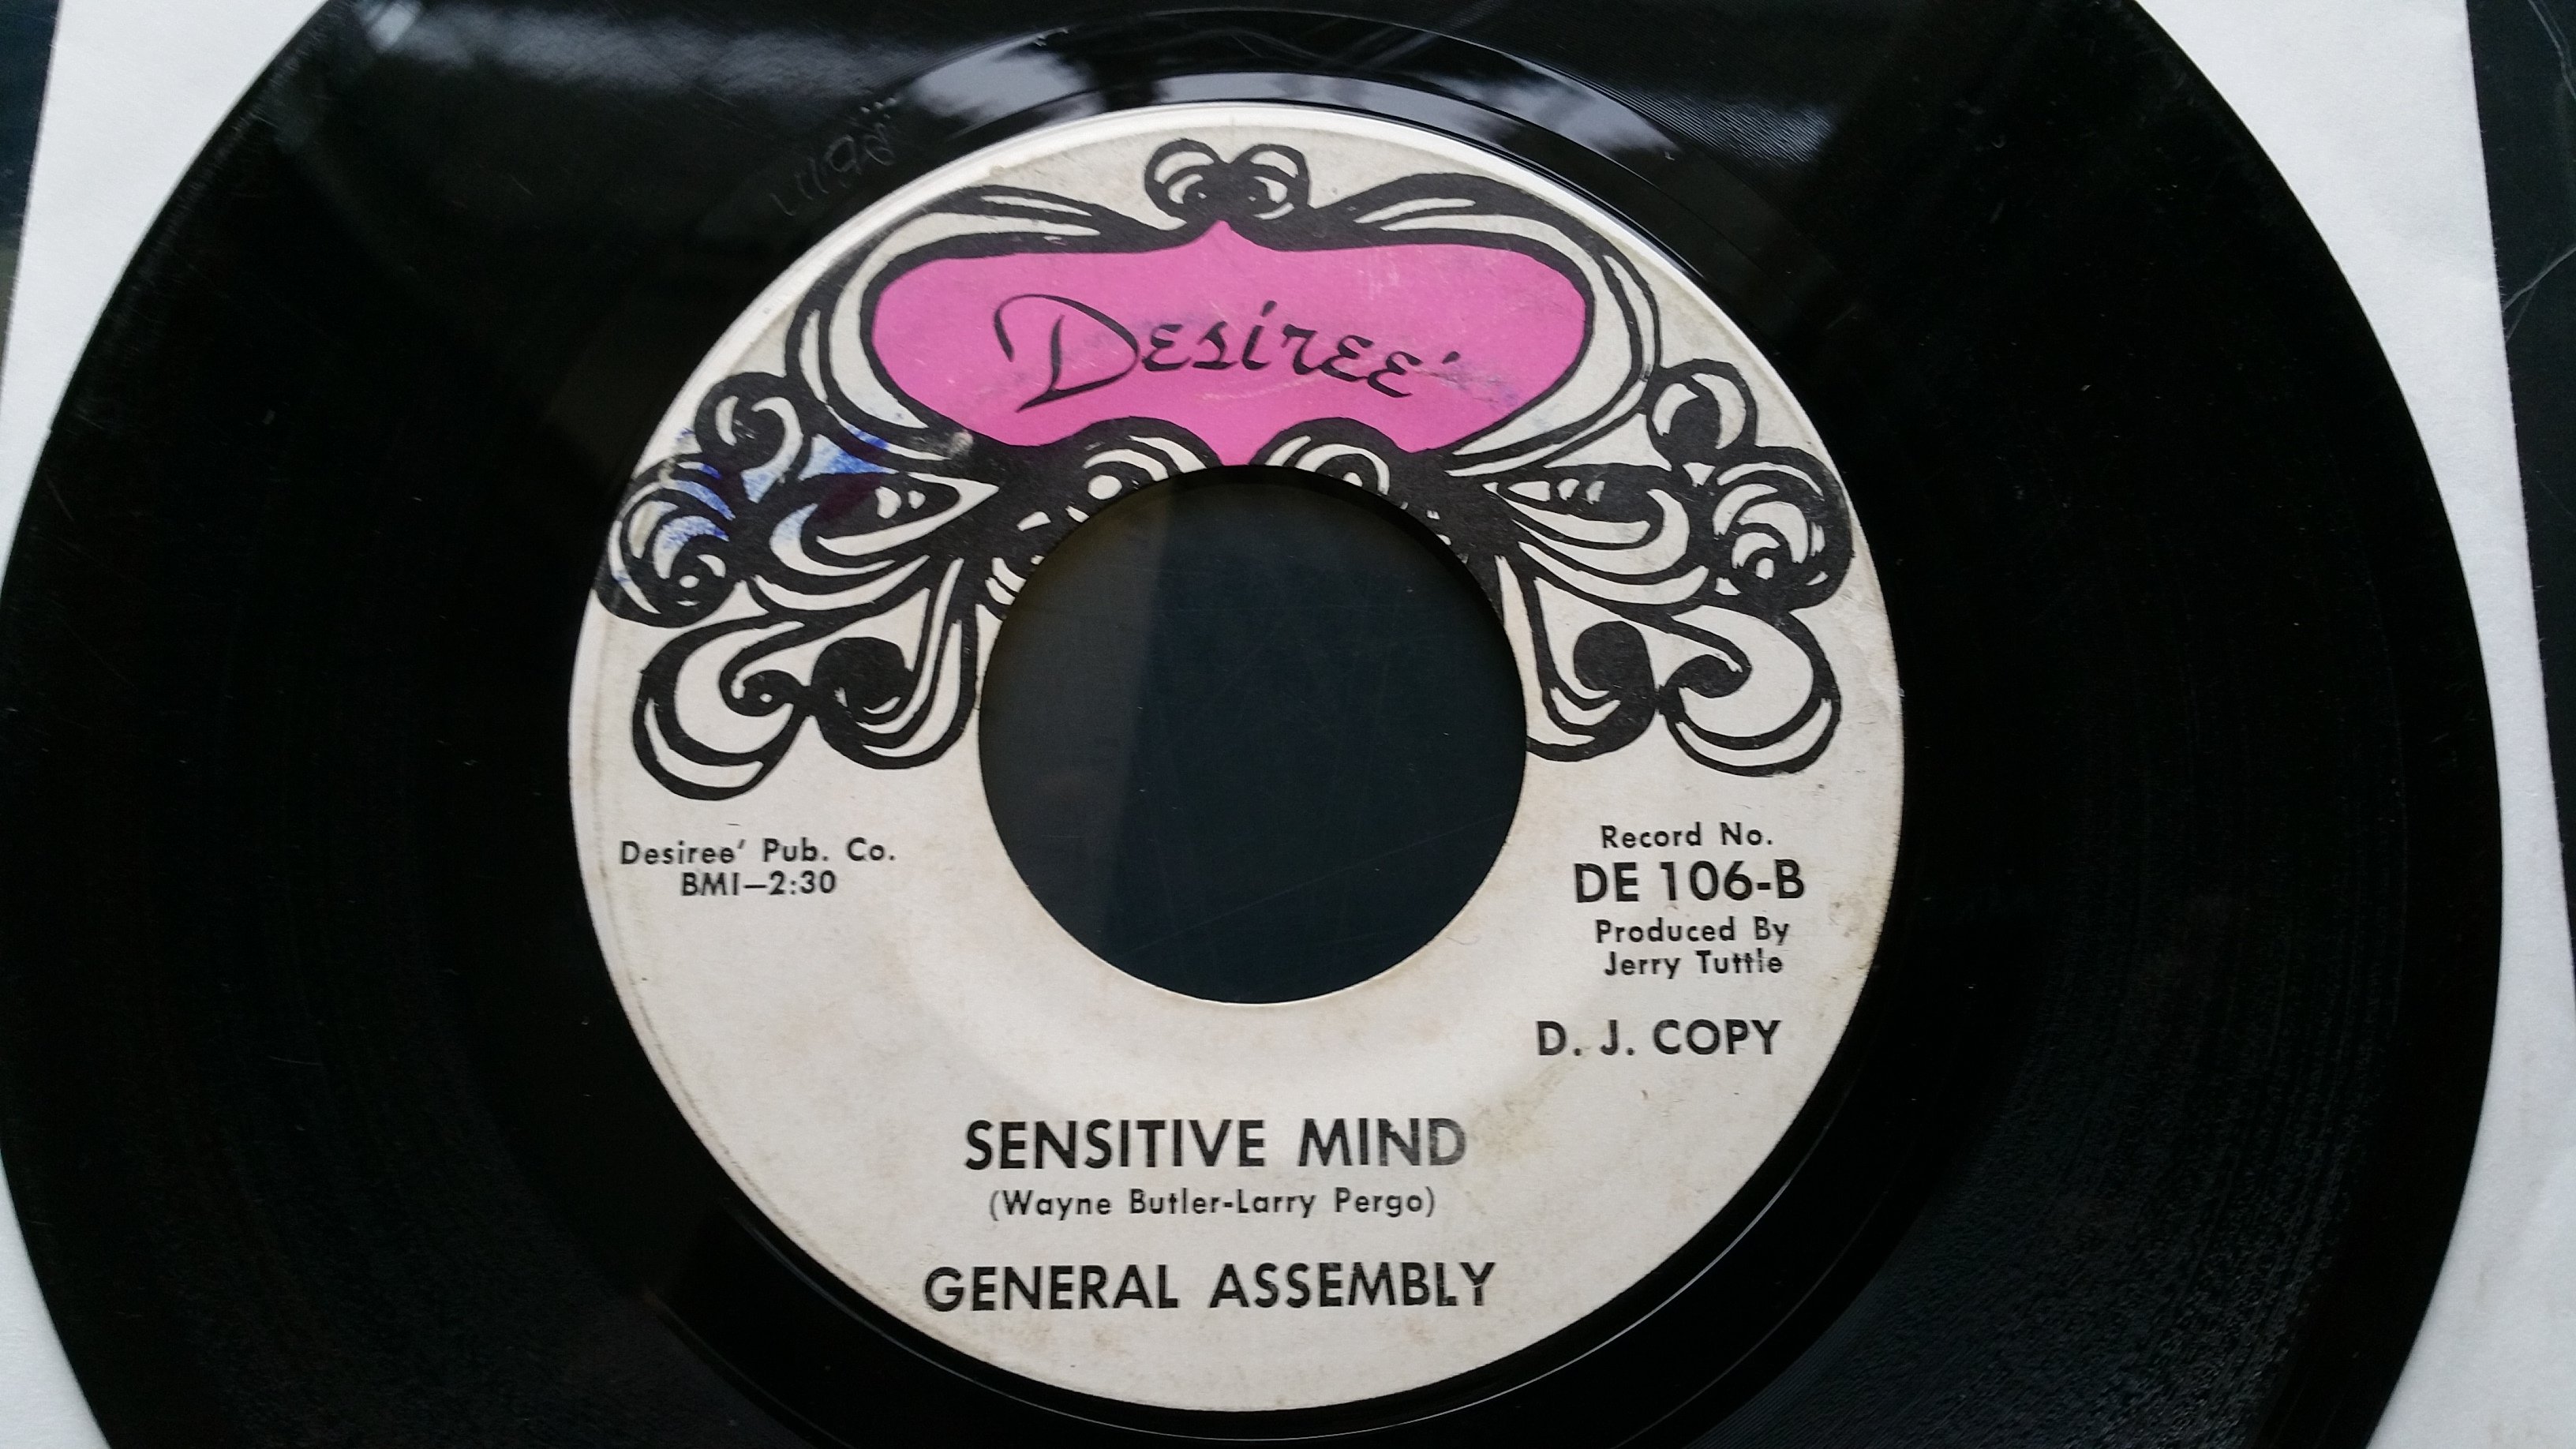 Desiree'
Desiree' Pub. Co.
BMI—2:30
Record No.
DE 106-B
Produced By
Jerry Tuttle
D. J. COPY
SENSITIVE MIND
(Wayne Butler-Larry Pergo)
GENERAL ASSEMBLY